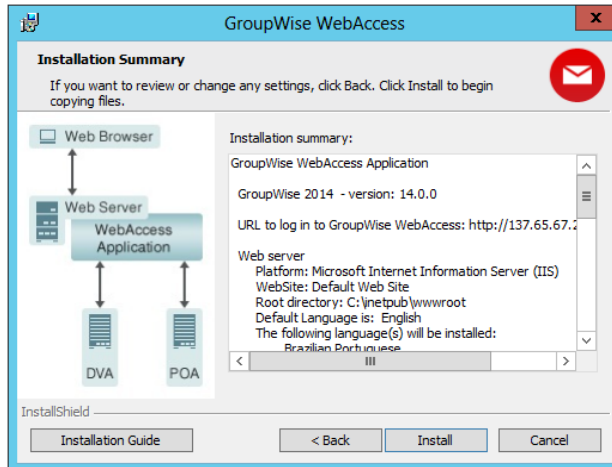 GroupWise WebAccess
x
Installation Summary
If you want to review or change any settings, click Back. Click Install to begin
copying files.
Web Browser
Web Server
WebAccess
Application
DVA
POA
Installation summary:
GroupWise WebAccess Application
GroupWise 2014 - version: 14.0.0
URL to log in to GroupWise WebAccess: http://137.65.67.2
Web server
Platform: Microsoft Internet Information Server (IIS)
WebSite: Default Web Site
Root directory: C:\inetpub\wwwroot
Default Language is: English
The following language(s) will be installed:
Brazilian Portuguese
InstallShield
Installation Guide
< Back
Install
Cancel